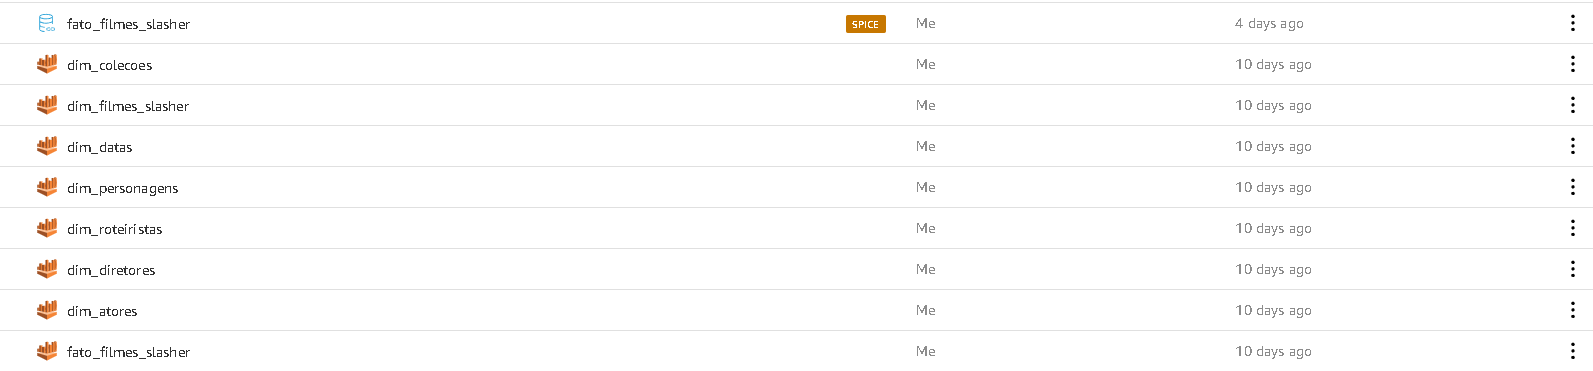 fato_filmes_slasher SPICE Me 4 days ago
dim_colecoes Me 10 days ago
dim_filmes_slasher Me 10 days ago
dim_datas Me 10 days ago
dim_personagens Me 10 days ago
dim_roteiristas Me 10 days ago
dim_diretores Me 10 days ago
dim_atores Me 10 days ago
fato_filmes_slasher Me 10 days ago